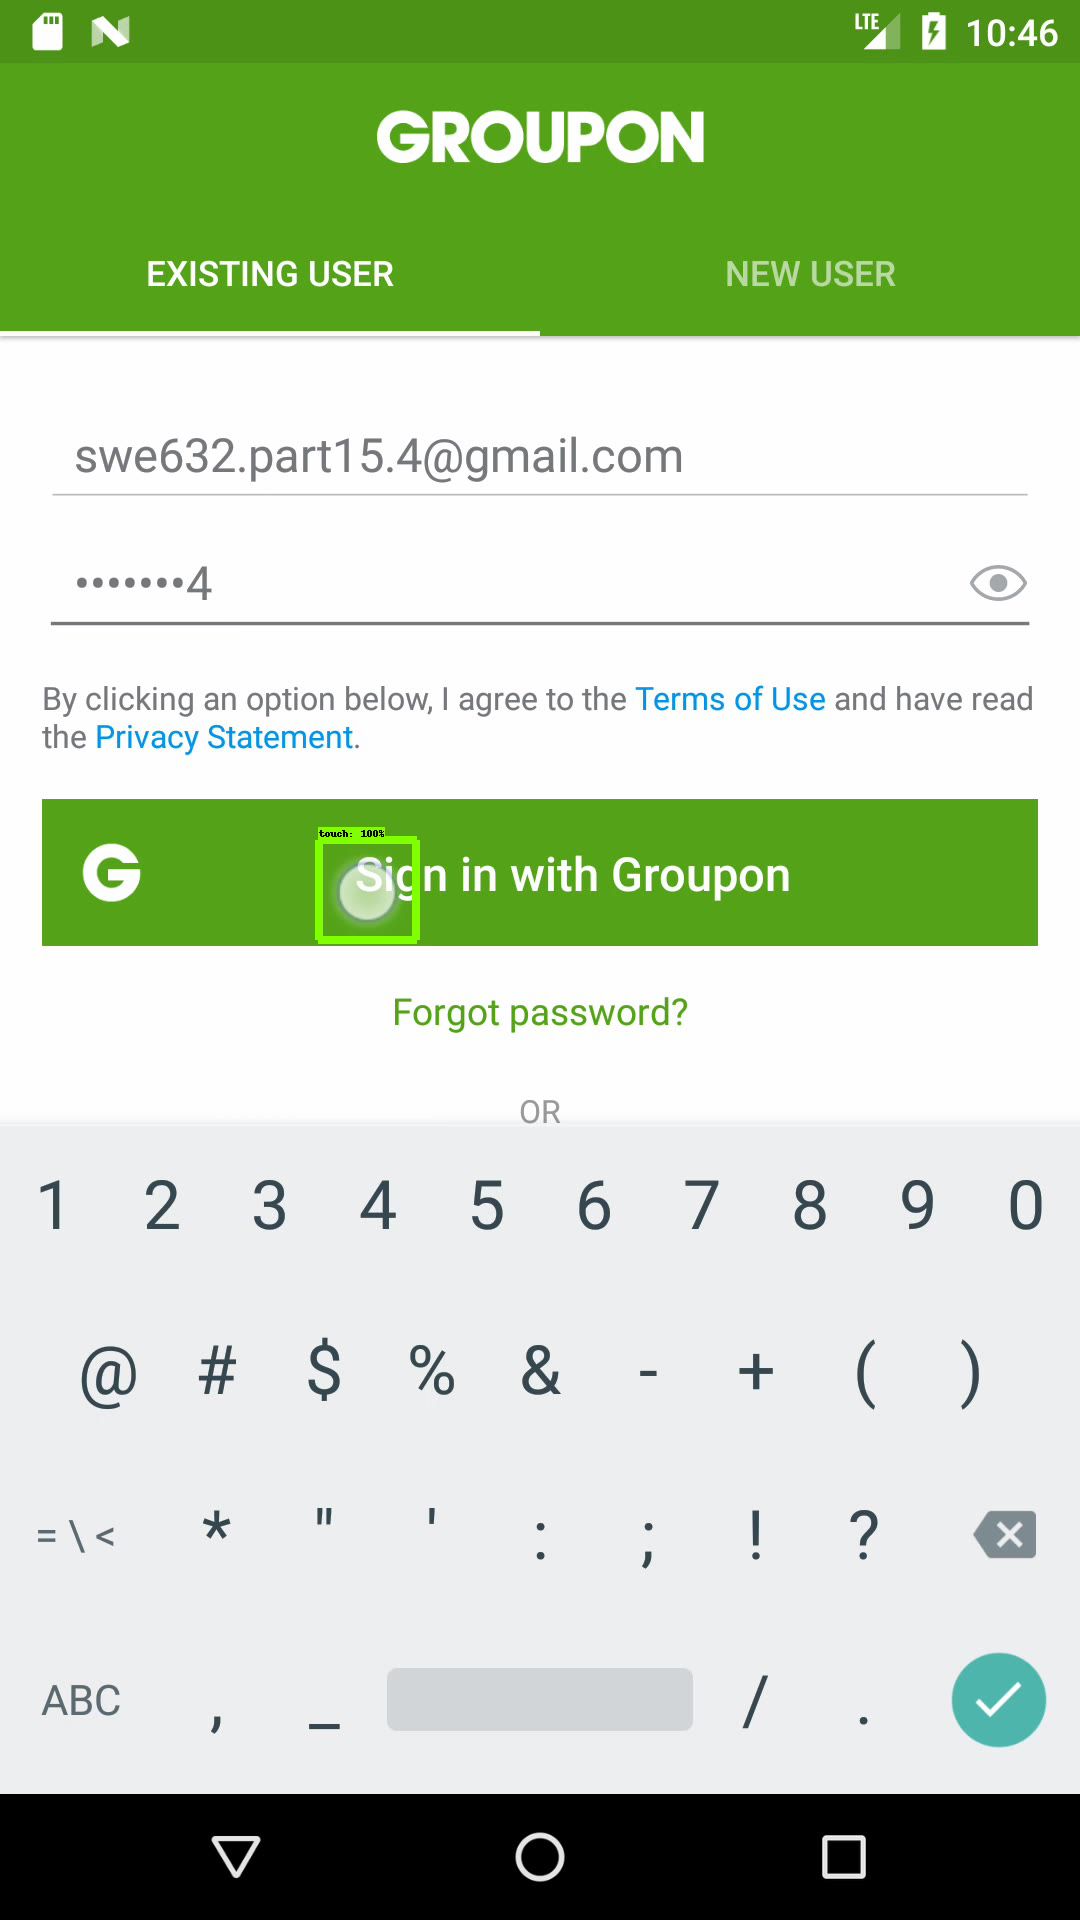 LTE 10:46
GROUPON
EXISTING USER NEW USER
swe632.part15.4@gmail.com
•••••••4
By clicking an option below, I agree to the Terms of Use and have read
the Privacy Statement.
touch: 100%
G Sign in with Groupon
Forgot password?
OR
1 2 3 4 5 6 7 8 9 0
@ # $ % & - + ( )
= \ < * " ' : ; ! ?
ABC , _ / .